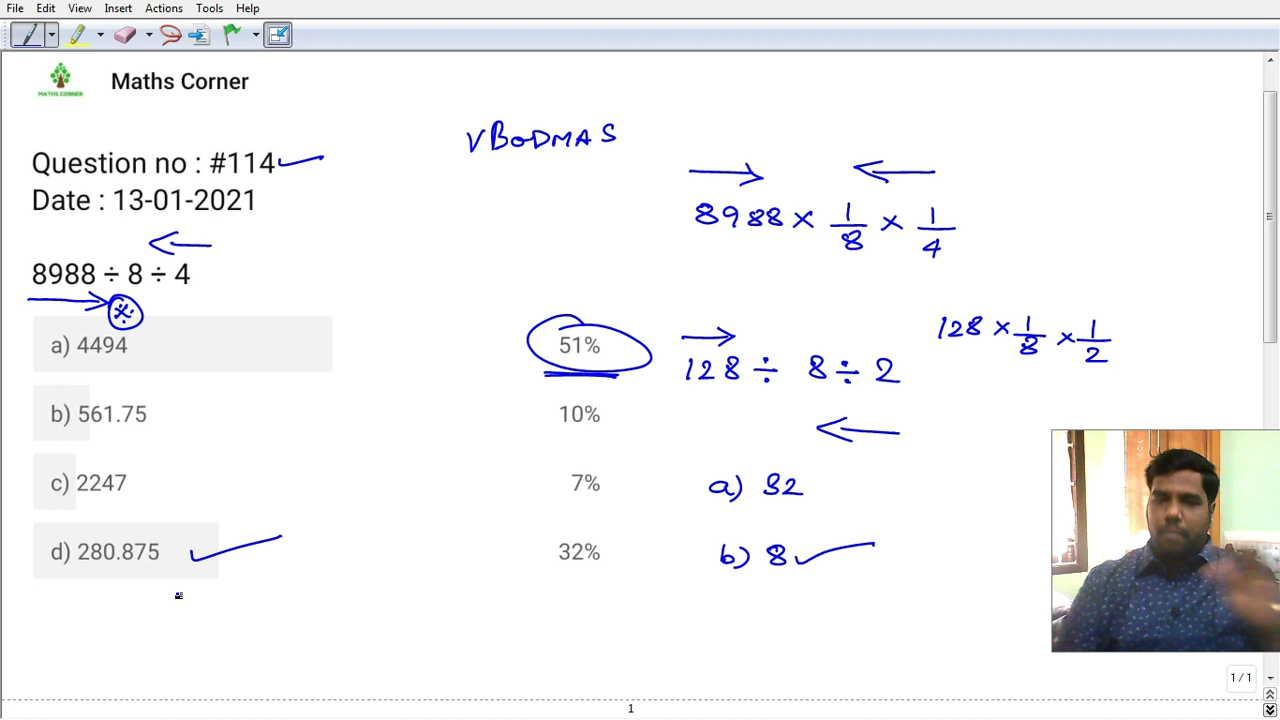 File Edit View Insert Actions Tools Help
MATHS CORNER
Maths Corner
VBODMAS
Question no : #114
Date : 13-01-2021
8988 × 1/8 × 1/4
8988 ÷ 8 ÷ 4
a) 4494 51%
128 ÷ 8 ÷ 2
128 × 1/8 × 1/2
b) 561.75 10%
c) 2247 7%
a) 32
d) 280.875 32%
b) 8
1 / 1
1